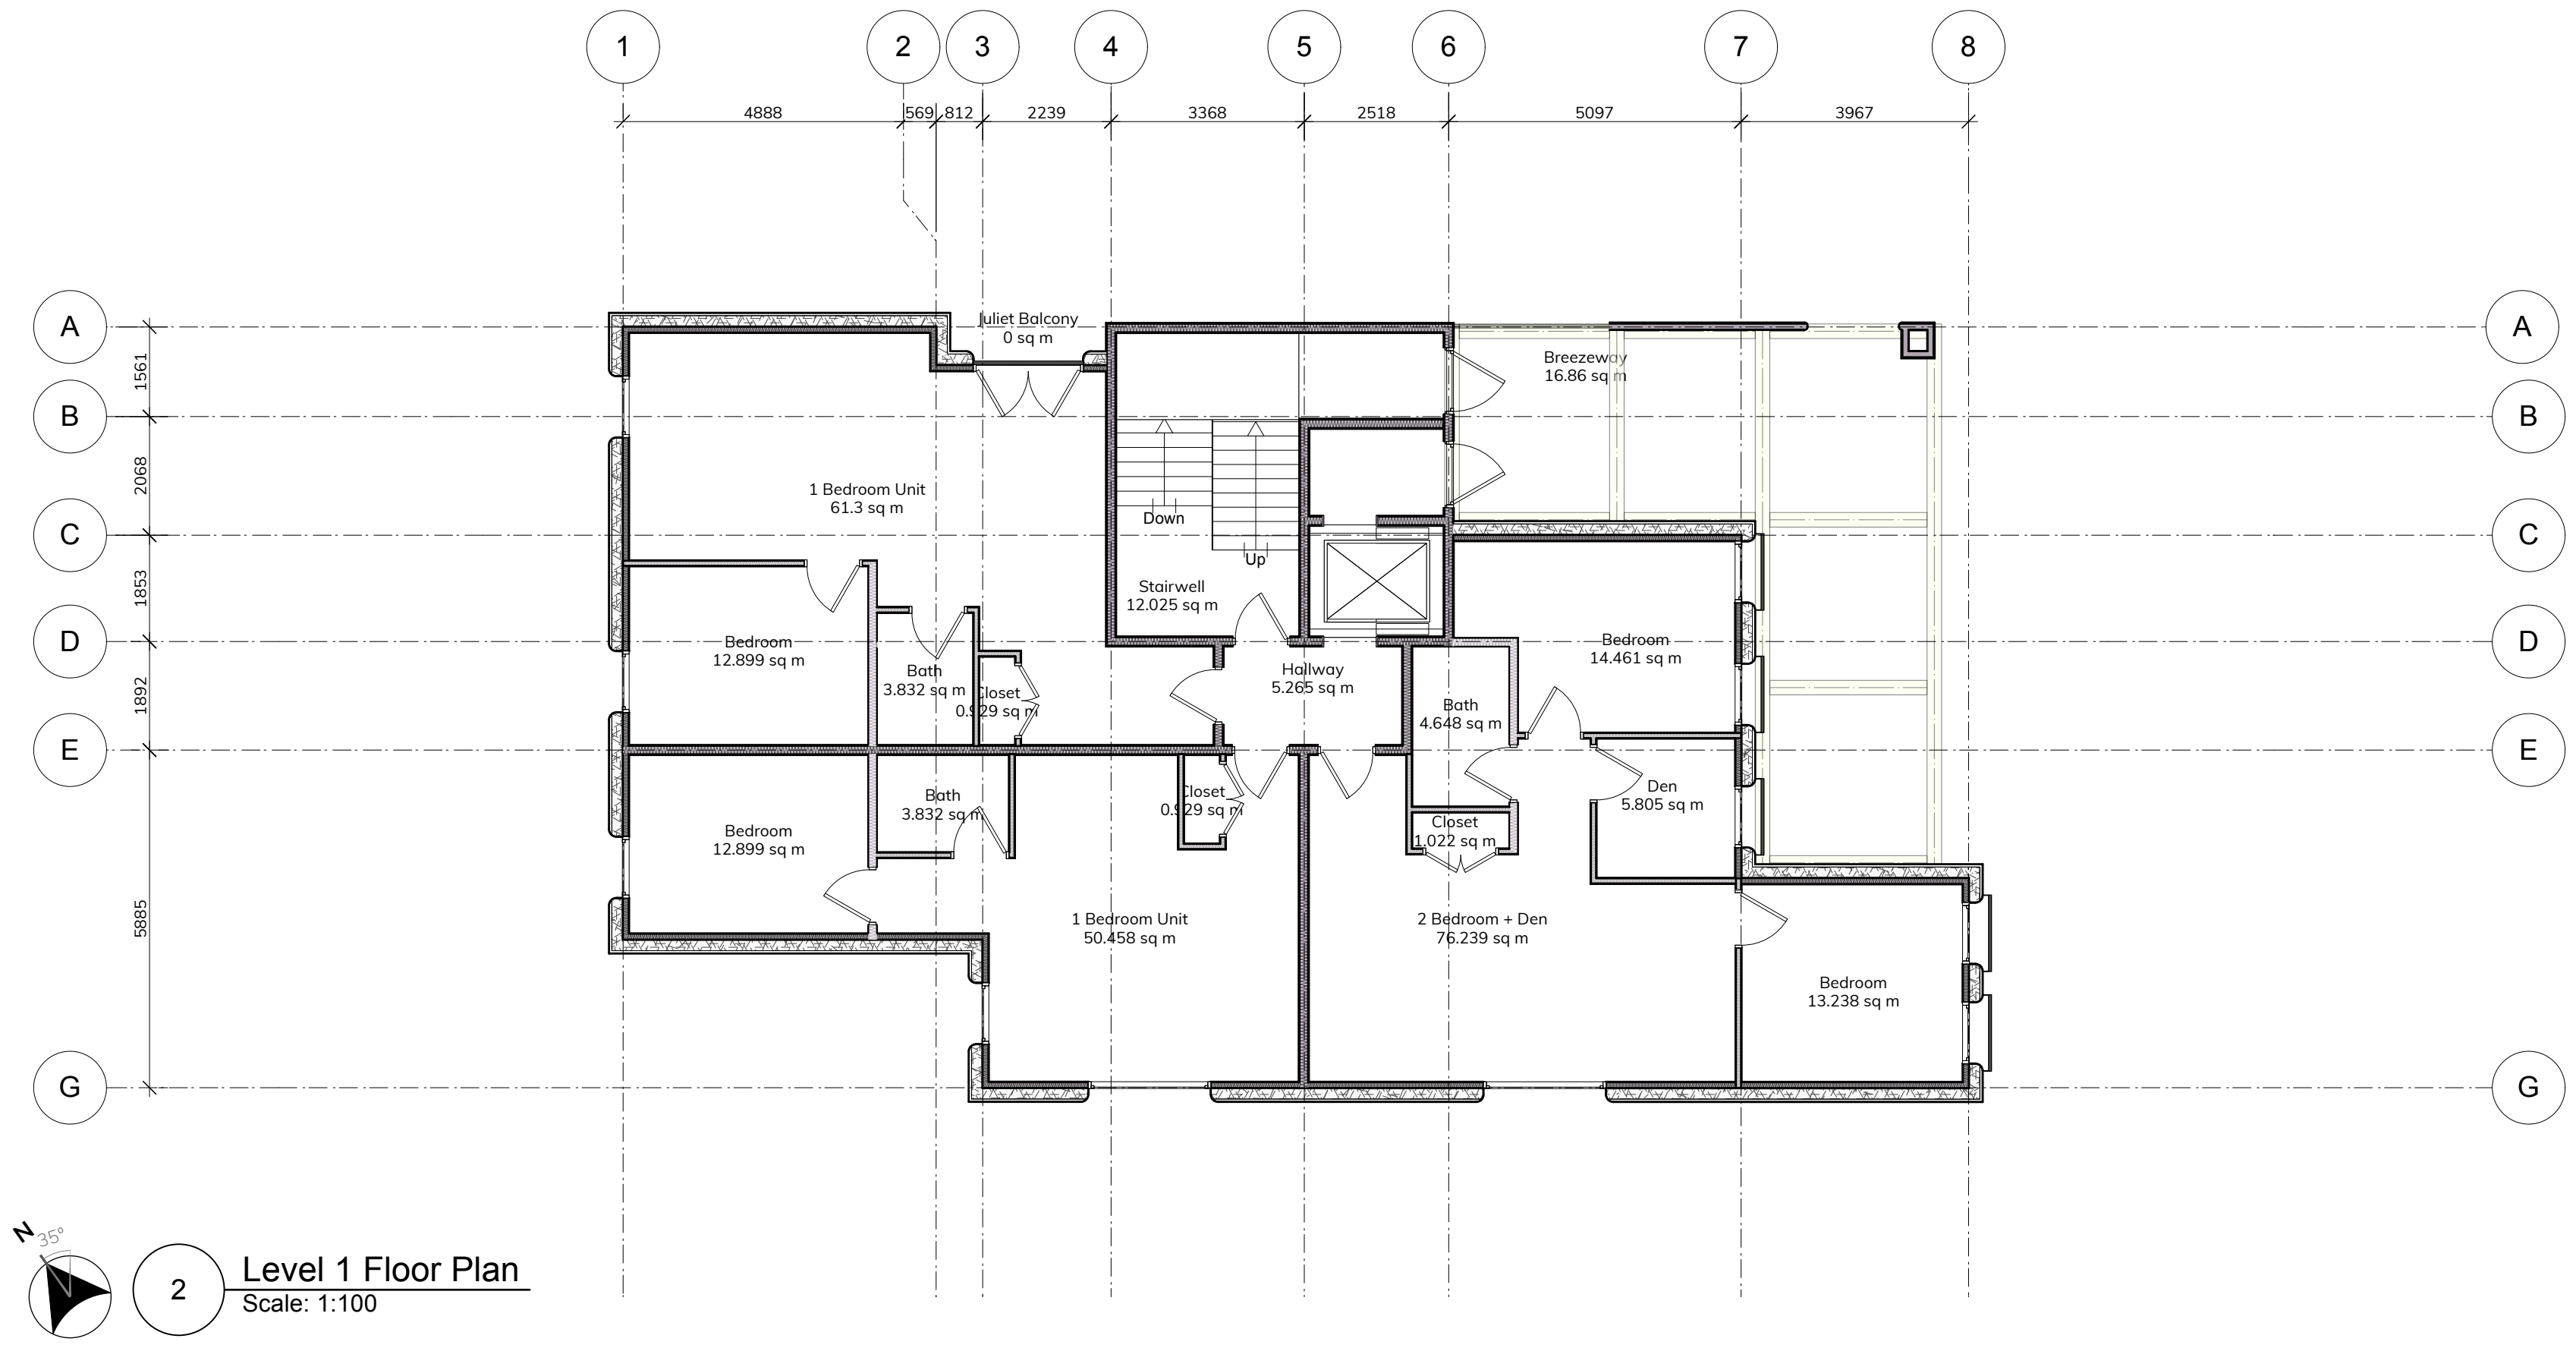 1 2 3 4 5 6 7 8
4888 569 812 2239 3368 2518 5097 3967
A A
B B
C C
D D
E E
G G
1561
2068
1853
1892
5885
Juliet Balcony
0 sq m
Breezeway
16.86 sq m
1 Bedroom Unit
61.3 sq m
Down
Up
Stairwell
12.025 sq m
Bedroom
12.899 sq m
Bath
3.832 sq m
Closet
0.929 sq m
Hallway
5.265 sq m
Bath
4.648 sq m
Bedroom
14.461 sq m
Bedroom
12.899 sq m
Bath
3.832 sq m
Closet
0.929 sq m
Closet
1.022 sq m
Den
5.805 sq m
1 Bedroom Unit
50.458 sq m
2 Bedroom + Den
76.239 sq m
Bedroom
13.238 sq m
N 35°
2
Level 1 Floor Plan
Scale: 1:100